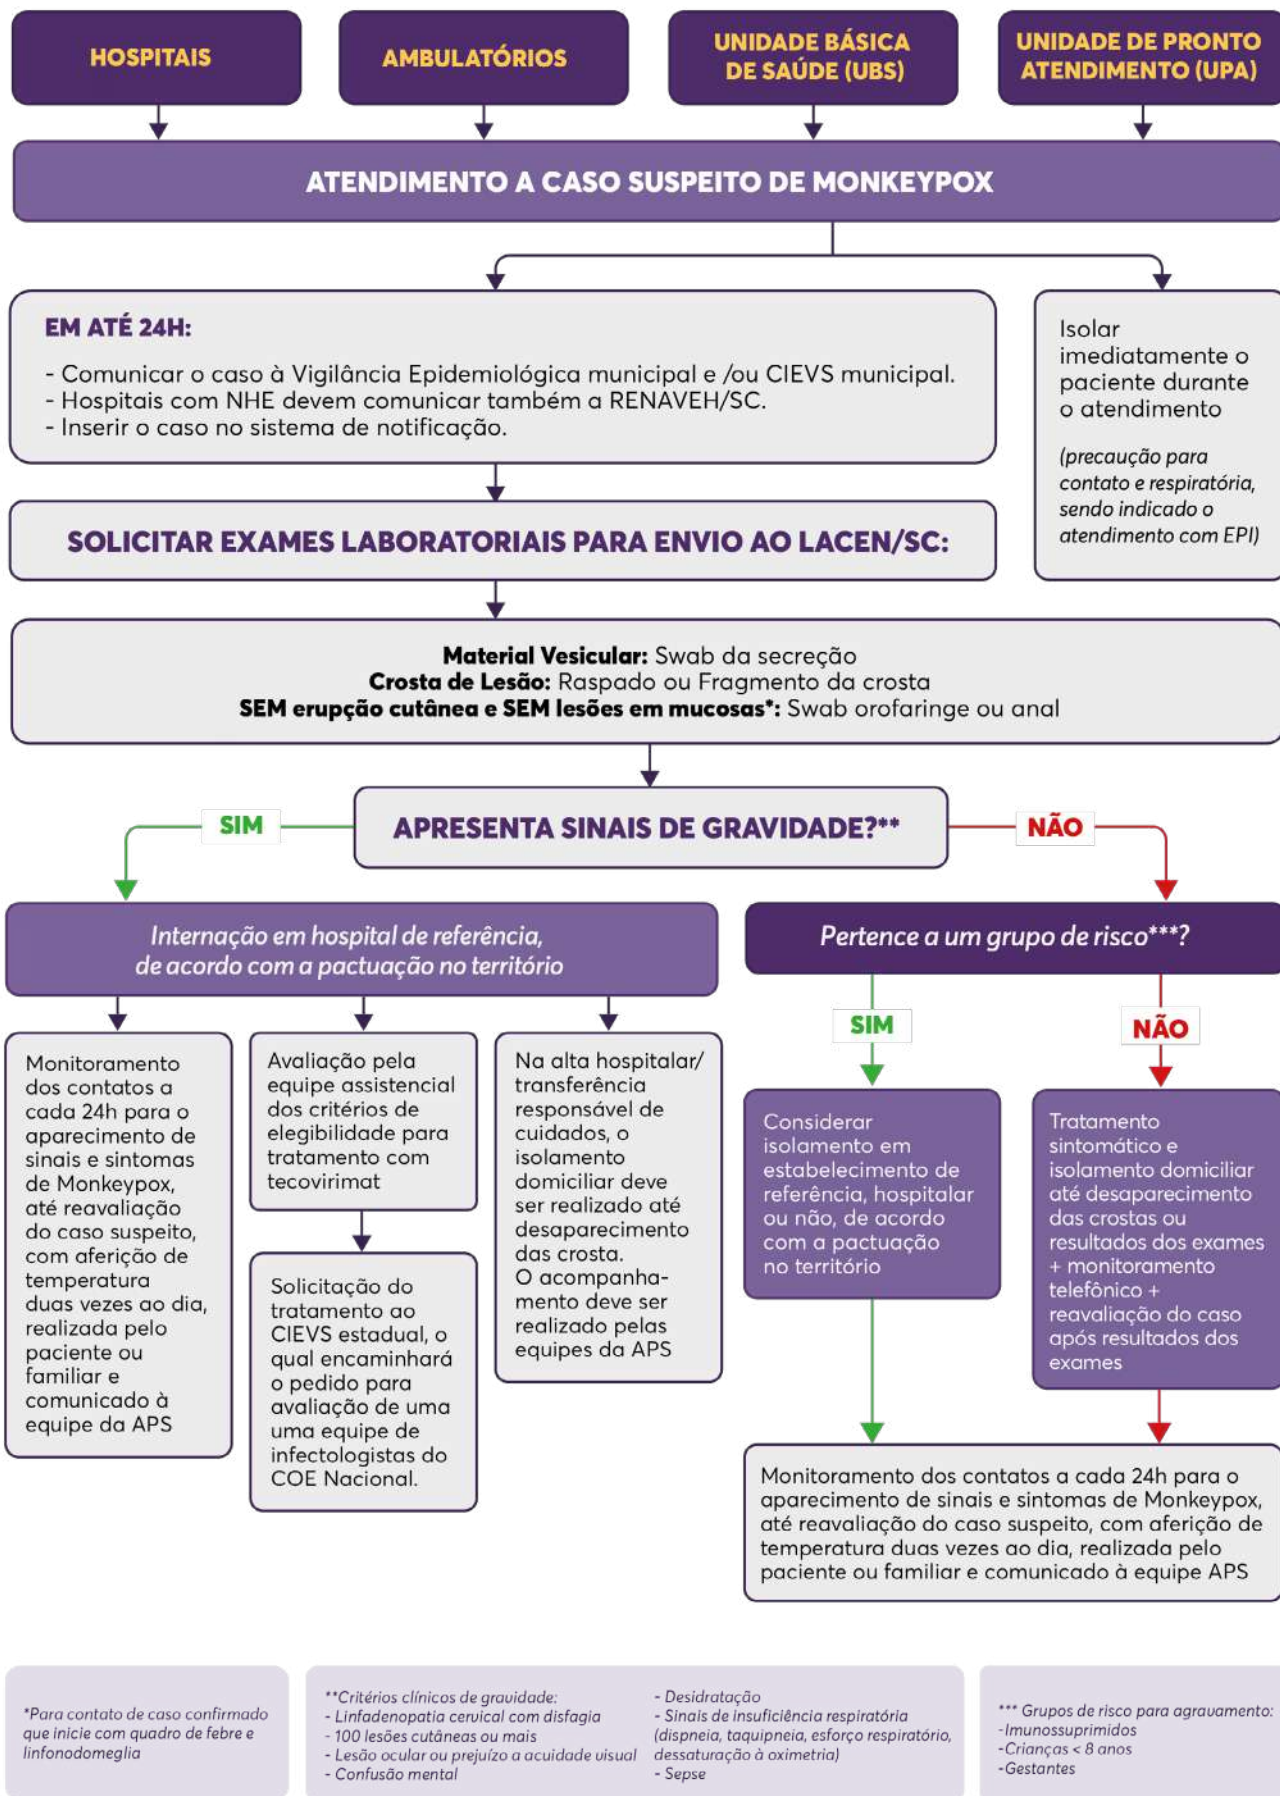 HOSPITAIS
AMBULATÓRIOS
UNIDADE BÁSICA
DE SAÚDE (UBS)
UNIDADE DE PRONTO
ATENDIMENTO (UPA)
ATENDIMENTO A CASO SUSPEITO DE MONKEYPOX
EM ATÉ 24H:
- Comunicar o caso à Vigilância Epidemiológica municipal e /ou CIEVS municipal.
- Hospitais com NHE devem comunicar também a RENAVEH/SC.
- Inserir o caso no sistema de notificação.
Isolar
imediatamente o
paciente durante
o atendimento
(precaução para
contato e respiratória,
sendo indicado o
atendimento com EPI)
SOLICITAR EXAMES LABORATORIAIS PARA ENVIO AO LACEN/SC:
Material Vesicular: Swab da secreção
Crosta de Lesão: Raspado ou Fragmento da crosta
SEM erupção cutânea e SEM lesões em mucosas*: Swab orofaringe ou anal
SIM
APRESENTA SINAIS DE GRAVIDADE?**
NÃO
Internação em hospital de referência,
de acordo com a pactuação no território
Pertence a um grupo de risco***?
SIM
NÃO
Monitoramento
dos contatos a
cada 24h para o
aparecimento de
sinais e sintomas
de Monkeypox,
até reavaliação
do caso suspeito,
com aferição de
temperatura
duas vezes ao dia,
realizada pelo
paciente ou
familiar e
comunicado à
equipe da APS
Avaliação pela
equipe assistencial
dos critérios de
elegibilidade para
tratamento com
tecovirimat
Solicitação do
tratamento ao
CIEVS estadual, o
qual encaminhará
o pedido para
avaliação de uma
uma equipe de
infectologistas do
COE Nacional.
Na alta hospitalar/
transferência
responsável de
cuidados, o
isolamento
domiciliar deve
ser realizado até
desaparecimento
das crosta.
O acompanha-
mento deve ser
realizado pelas
equipes da APS
Considerar
isolamento em
estabelecimento de
referência, hospitalar
ou não, de acordo
com a pactuação
no território
Tratamento
sintomático e
isolamento domiciliar
até desaparecimento
das crostas ou
resultados dos exames
+ monitoramento
telefônico +
reavaliação do caso
após resultados dos
exames
Monitoramento dos contatos a cada 24h para o
aparecimento de sinais e sintomas de Monkeypox,
até reavaliação do caso suspeito, com aferição de
temperatura duas vezes ao dia, realizada pelo
paciente ou familiar e comunicado à equipe APS
*Para contato de caso confirmado
que inicie com quadro de febre e
linfonodomeglia
**Critérios clínicos de gravidade:
- Linfadenopatia cervical com disfagia
- 100 lesões cutâneas ou mais
- Lesão ocular ou prejuízo a acuidade visual
- Confusão mental
- Desidratação
- Sinais de insuficiência respiratória
(dispneia, taquipneia, esforço respiratório,
dessaturação à oximetria)
- Sepse
*** Grupos de risco para agravamento:
-Imunossuprimidos
-Crianças < 8 anos
-Gestantes